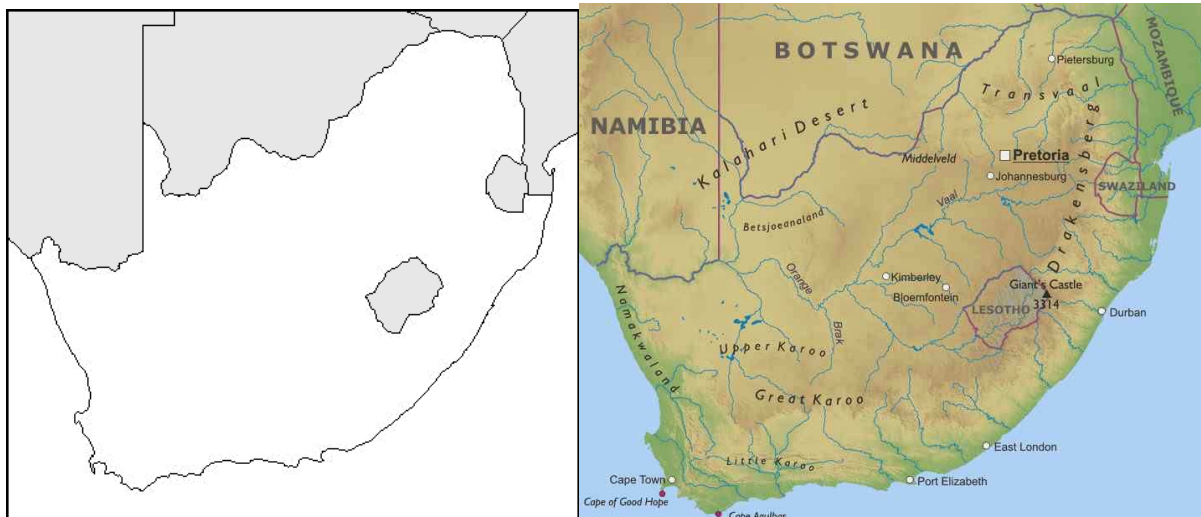 BOTSWANA
MOZAMBIQUE
Pietersburg
Transvaal
NAMIBIA
Kalahari Desert
Middelveld
Pretoria
Johannesburg
Drakensberg
SWAZILAND
Vaal
Betsjoeanaland
Orange
Kimberley
Bloemfontein
Giant's Castle
3314
LESOTHO
Durban
Namakwaland
Brak
Upper Karoo
Great Karoo
East London
Little Karoo
Cape Town
Port Elizabeth
Cape of Good Hope
Cape Agulhas